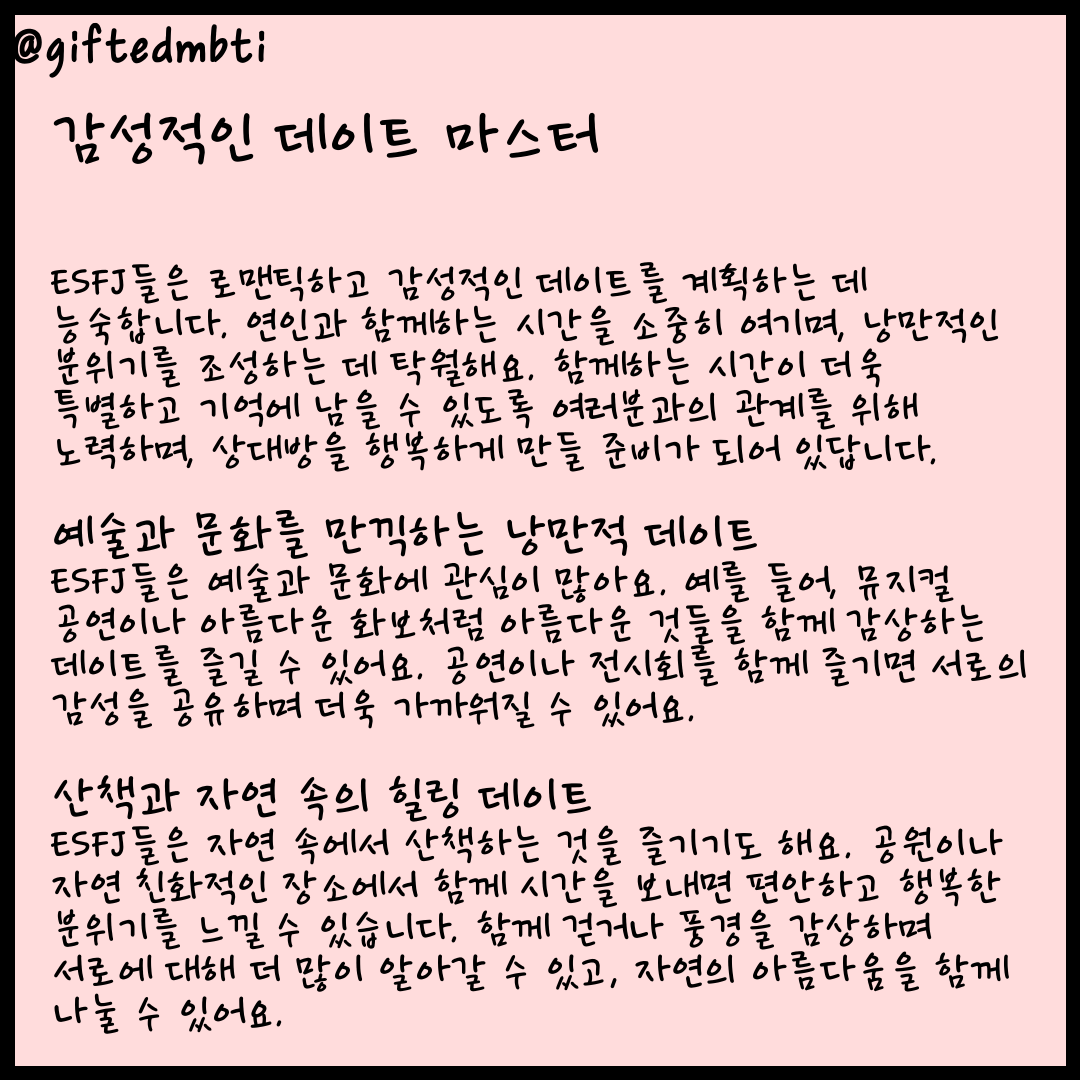 @giftedmbti
감성적인 데이트 마스터
ESFJ들은 로맨틱하고 감성적인 데이트를 계획하는 데
능숙합니다. 연인과 함께하는 시간을 소중히 여기며, 낭만적인
분위기를 조성하는 데 탁월해요. 함께하는 시간이 더욱
특별하고 기억에 남을 수 있도록 여러분과의 관계를 위해
노력하며, 상대방을 행복하게 만들 준비가 되어 있답니다.
예술과 문화를 만끽하는 낭만적 데이트
ESFJ들은 예술과 문화에 관심이 많아요. 예를 들어, 뮤지컬
공연이나 아름다운 화보처럼 아름다운 것들을 함께 감상하는
데이트를 즐길 수 있어요. 공연이나 전시회를 함께 즐기면 서로의
감성을 공유하며 더욱 가까워질 수 있어요.
산책과 자연 속의 힐링 데이트
ESFJ들은 자연 속에서 산책하는 것을 즐기기도 해요. 공원이나
자연 친화적인 장소에서 함께 시간을 보내면 편안하고 행복한
분위기를 느낄 수 있습니다. 함께 걷거나 풍경을 감상하며
서로에 대해 더 많이 알아갈 수 있고, 자연의 아름다움을 함께
나눌 수 있어요.